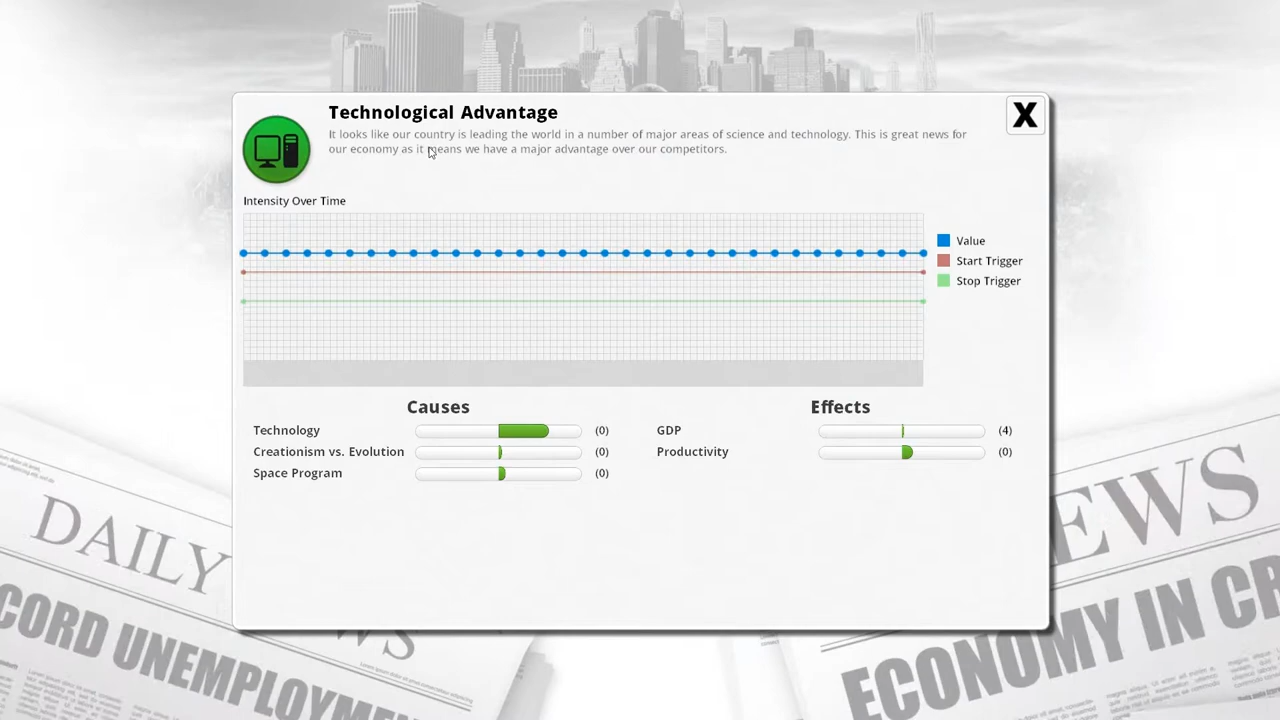 Technological Advantage
It looks like our country is leading the world in a number of major areas of science and technology. This is great news for
our economy as it means we have a major advantage over our competitors.
X
Intensity Over Time
Value
Start Trigger
Stop Trigger
Causes
Technology (0)
Creationism vs. Evolution (0)
Space Program (0)
Effects
GDP (4)
Productivity (0)
DAILY
NEWS
CORD UNEMPLOYME
EWS
ECONOMY IN CR